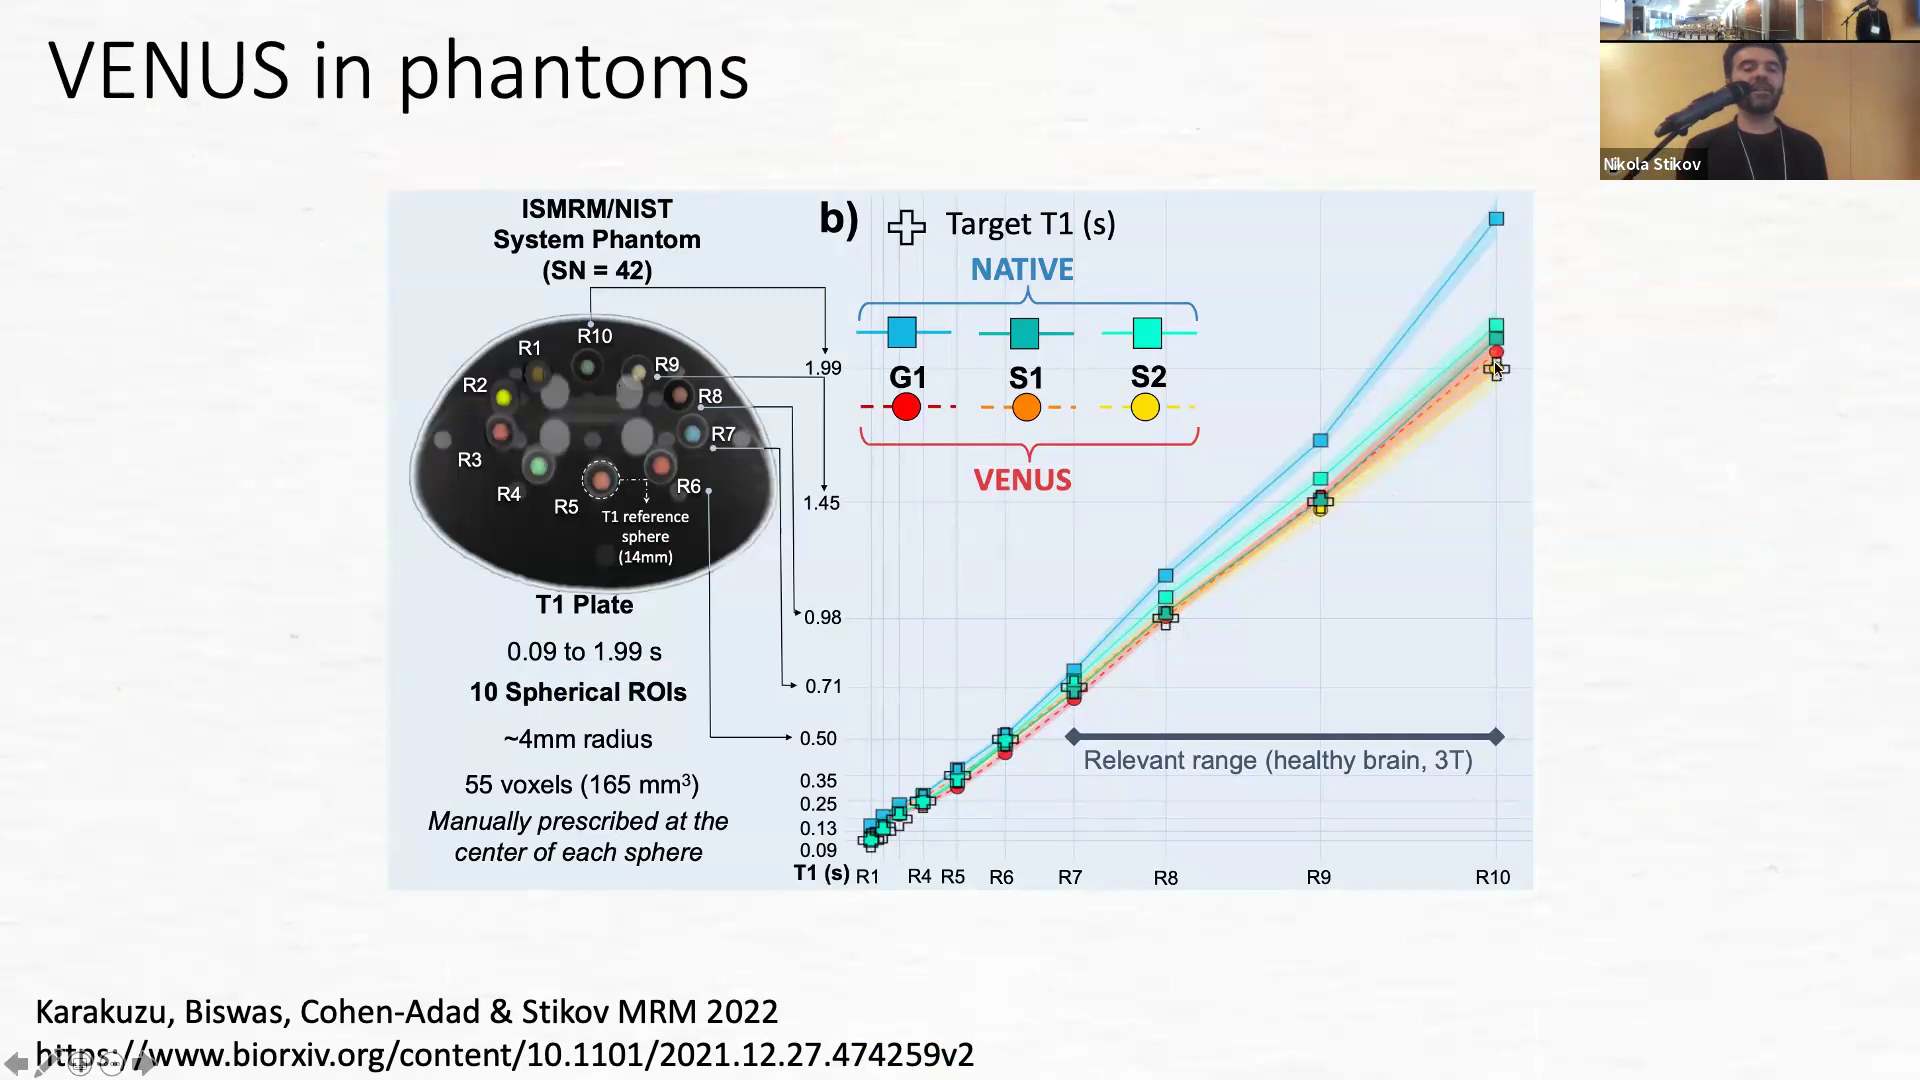 VENUS in phantoms
Nikola Stikov
ISMRM/NIST
System Phantom
(SN = 42)
R10
R1
R9
R2
R8
R7
R3
R6
R4
R5
T1 reference
sphere
(14mm)
T1 Plate
0.09 to 1.99 s
10 Spherical ROIs
~4mm radius
55 voxels (165 mm³)
Manually prescribed at the
center of each sphere
b)
Target T1 (s)
NATIVE
G1 S1 S2
VENUS
1.99
1.45
0.98
0.71
0.50
0.35
0.25
0.13
0.09
Relevant range (healthy brain, 3T)
T1 (s) R1 R4 R5 R6 R7 R8 R9 R10
Karakuzu, Biswas, Cohen-Adad & Stikov MRM 2022
https://www.biorxiv.org/content/10.1101/2021.12.27.474259v2